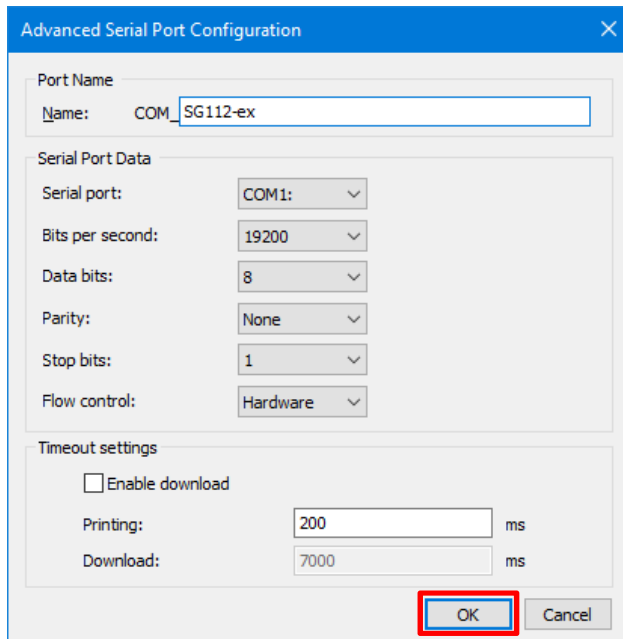 Advanced Serial Port Configuration
Port Name
Name: COM_ SG112-ex
Serial Port Data
Serial port: COM1:
Bits per second: 19200
Data bits: 8
Parity: None
Stop bits: 1
Flow control: Hardware
Timeout settings
Enable download
Printing: 200 ms
Download: 7000 ms
OK Cancel